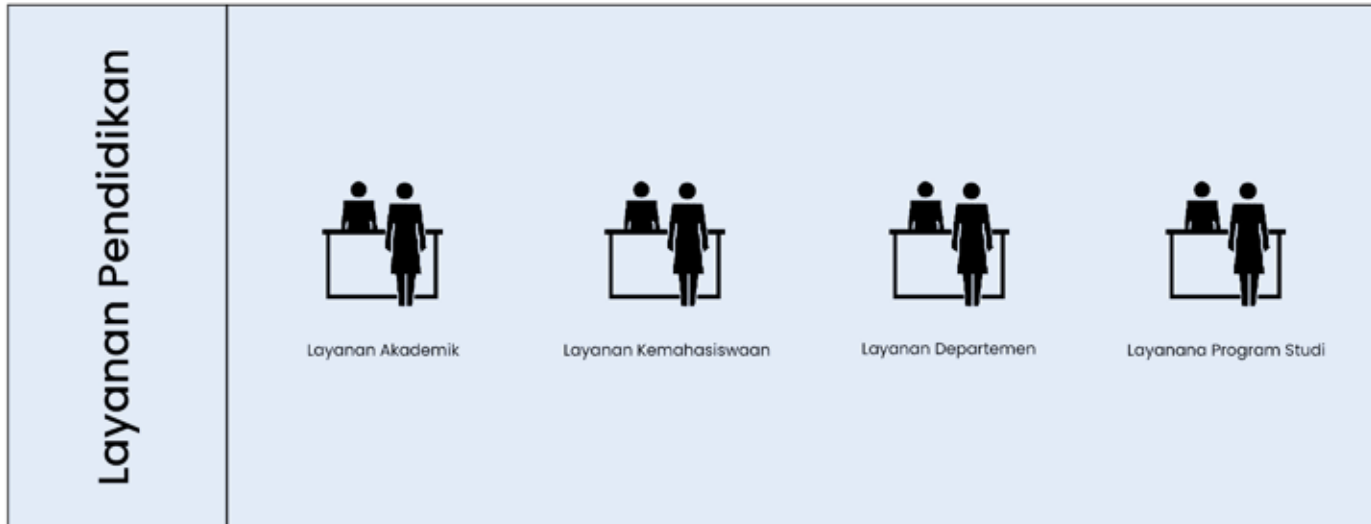 Layanan Pendidikan
Layanan Akademik
Layanan Kemahasiswaan
Layanan Departemen
Layanana Program Studi